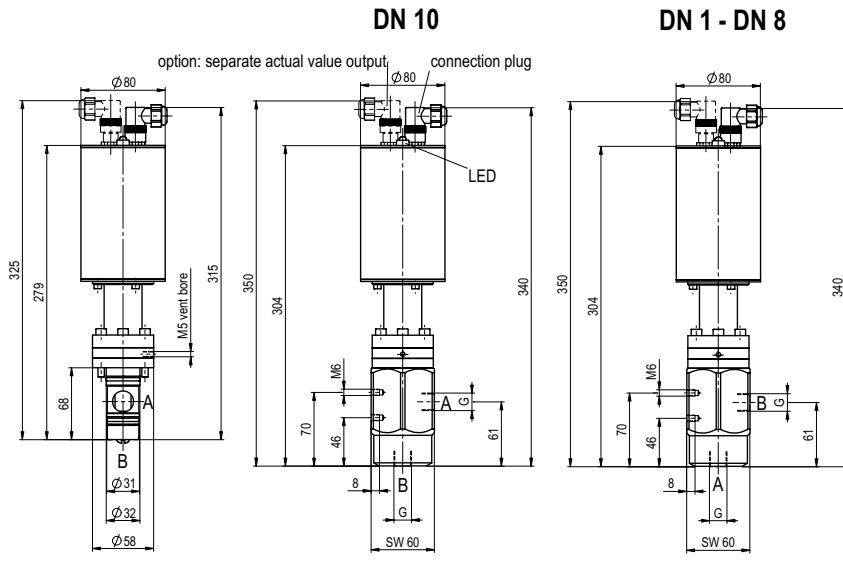 DN 10
DN 1 - DN 8
option: separate actual value output
connection plug
Ø80
Ø80
Ø80
LED
325
279
315
M5 vent bore
68
A
B
Ø31
Ø32
Ø58
350
304
340
M6
70
46
A
G
61
8
B
G
SW 60
350
304
340
M6
70
46
B
G
61
8
A
G
SW 60